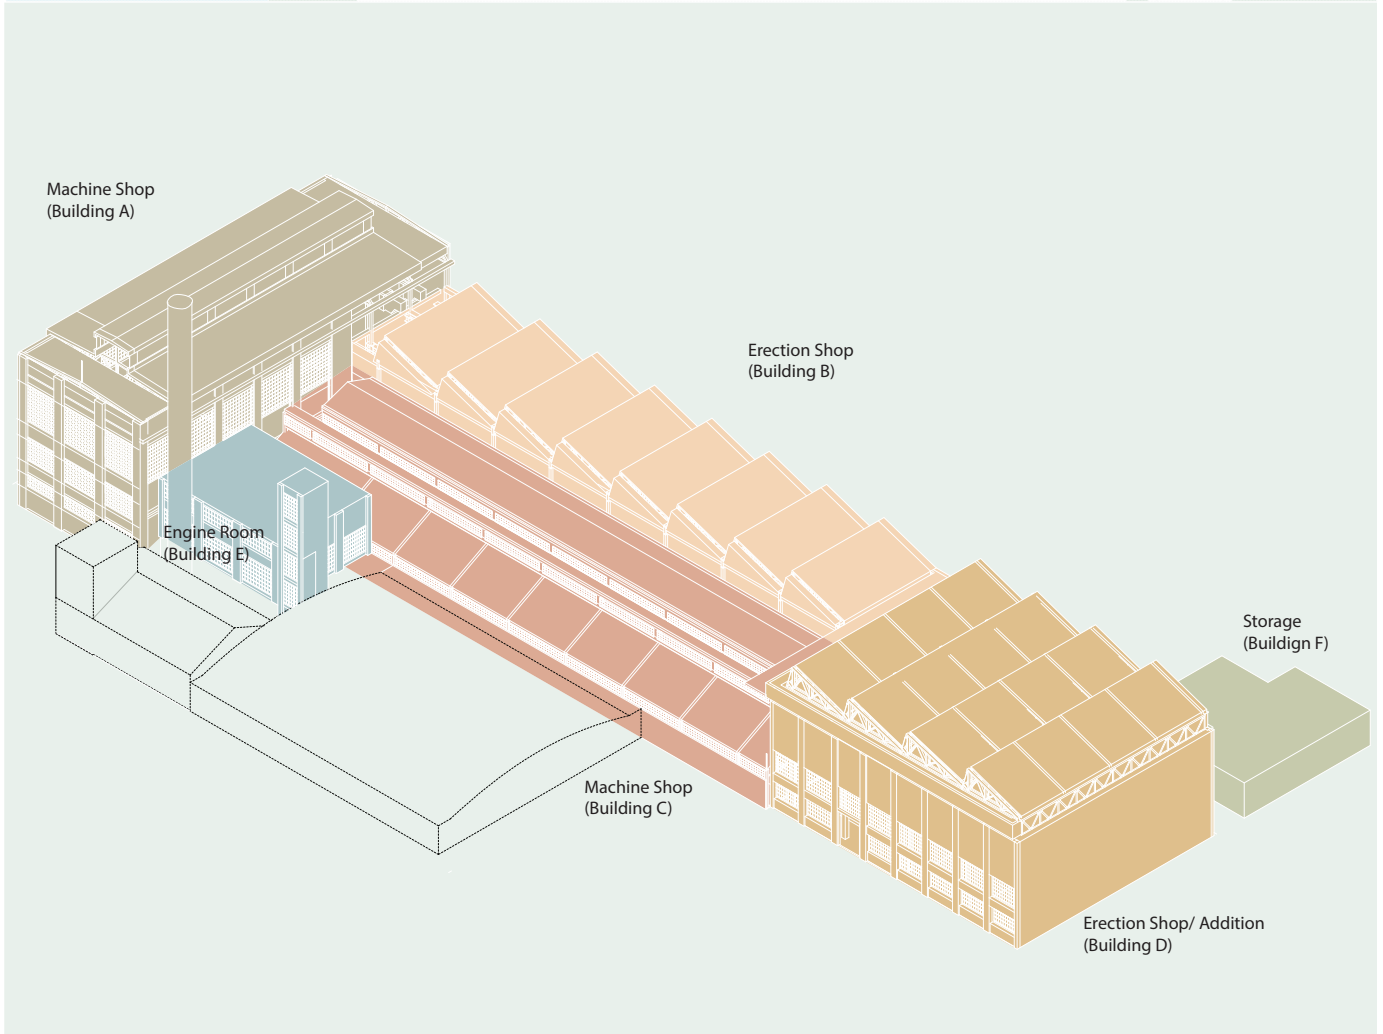 Machine Shop
(Building A)
Erection Shop
(Building B)
Engine Room
(Building E)
Storage
(Buildign F)
Machine Shop
(Building C)
Erection Shop/ Addition
(Building D)